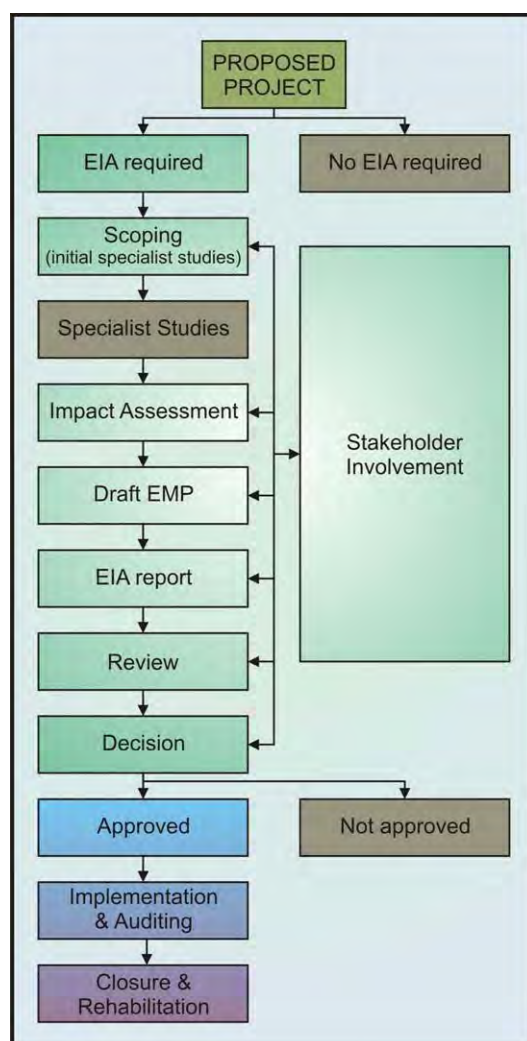 PROPOSED
PROJECT
EIA required
No EIA required
Scoping
(initial specialist studies)
Specialist Studies
Impact Assessment
Stakeholder
Involvement
Draft EMP
EIA report
Review
Decision
Approved
Not approved
Implementation
& Auditing
Closure &
Rehabilitation